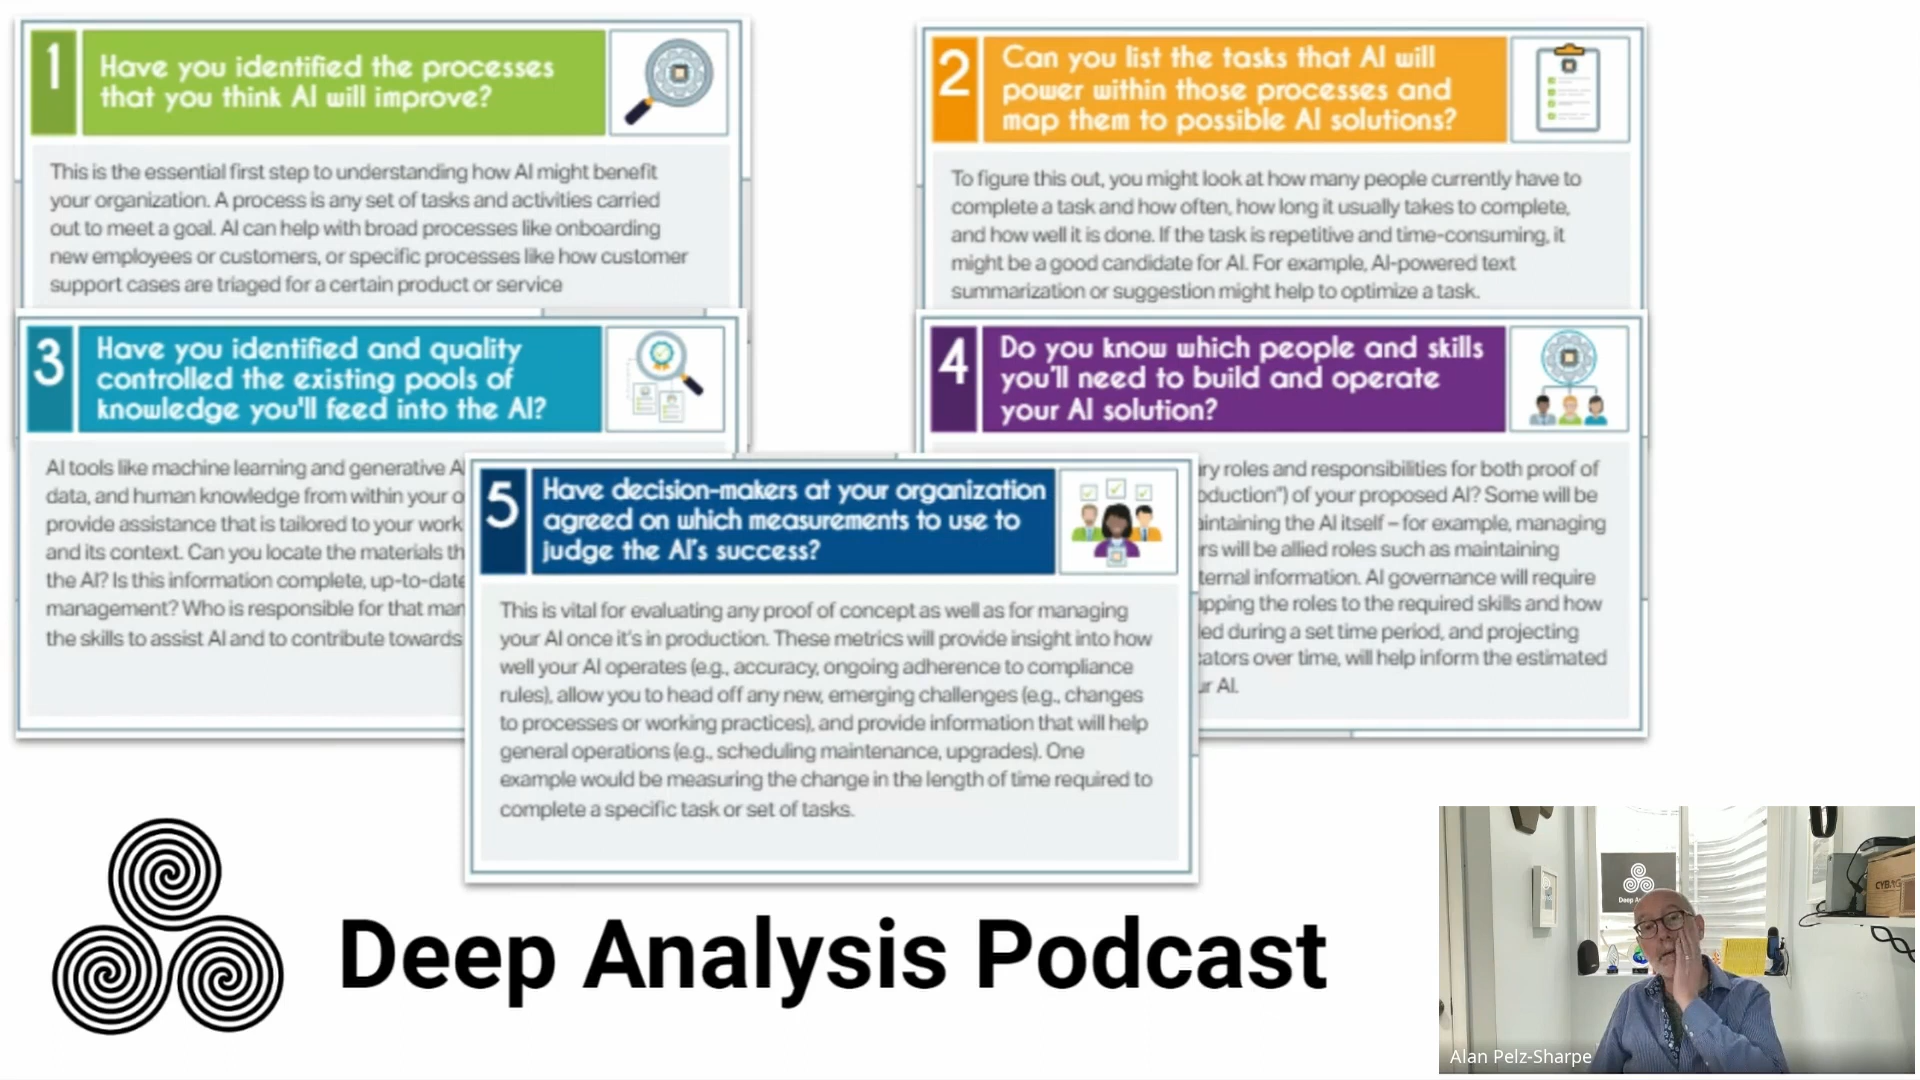 1
Have you identified the processes
that you think AI will improve?
This is the essential first step to understanding how AI might benefit
your organization. A process is any set of tasks and activities carried
out to meet a goal. AI can help with broad processes like onboarding
new employees or customers, or specific processes like how customer
support cases are triaged for a certain product or service
2
Can you list the tasks that AI will
power within those processes and
map them to possible AI solutions?
To figure this out, you might look at how many people currently have to
complete a task and how often, how long it usually takes to complete,
and how well it is done. If the task is repetitive and time-consuming, it
might be a good candidate for AI. For example, AI-powered text
summarization or suggestion might help to optimize a task.
3
Have you identified and quality
controlled the existing pools of
knowledge you'll feed into the AI?
AI tools like machine learning and generative A
data, and human knowledge from within your o
provide assistance that is tailored to your work
and its context. Can you locate the materials th
the AI? Is this information complete, up-to-date
management? Who is responsible for that man
the skills to assist AI and to contribute towards
4
Do you know which people and skills
you'll need to build and operate
your AI solution?
ry roles and responsibilities for both proof of
oduction") of your proposed AI? Some will be
intaining the AI itself – for example, managing
rs will be allied roles such as maintaining
ternal information. AI governance will require
pping the roles to the required skills and how
ed during a set time period, and projecting
ators over time, will help inform the estimated
ur AI.
5
Have decision-makers at your organization
agreed on which measurements to use to
judge the AI's success?
This is vital for evaluating any proof of concept as well as for managing
your AI once it's in production. These metrics will provide insight into how
well your AI operates (e.g., accuracy, ongoing adherence to compliance
rules), allow you to head off any new, emerging challenges (e.g., changes
to processes or working practices), and provide information that will help
general operations (e.g., scheduling maintenance, upgrades). One
example would be measuring the change in the length of time required to
complete a specific task or set of tasks.
Deep Analysis Podcast
Alan Pelz-Sharpe